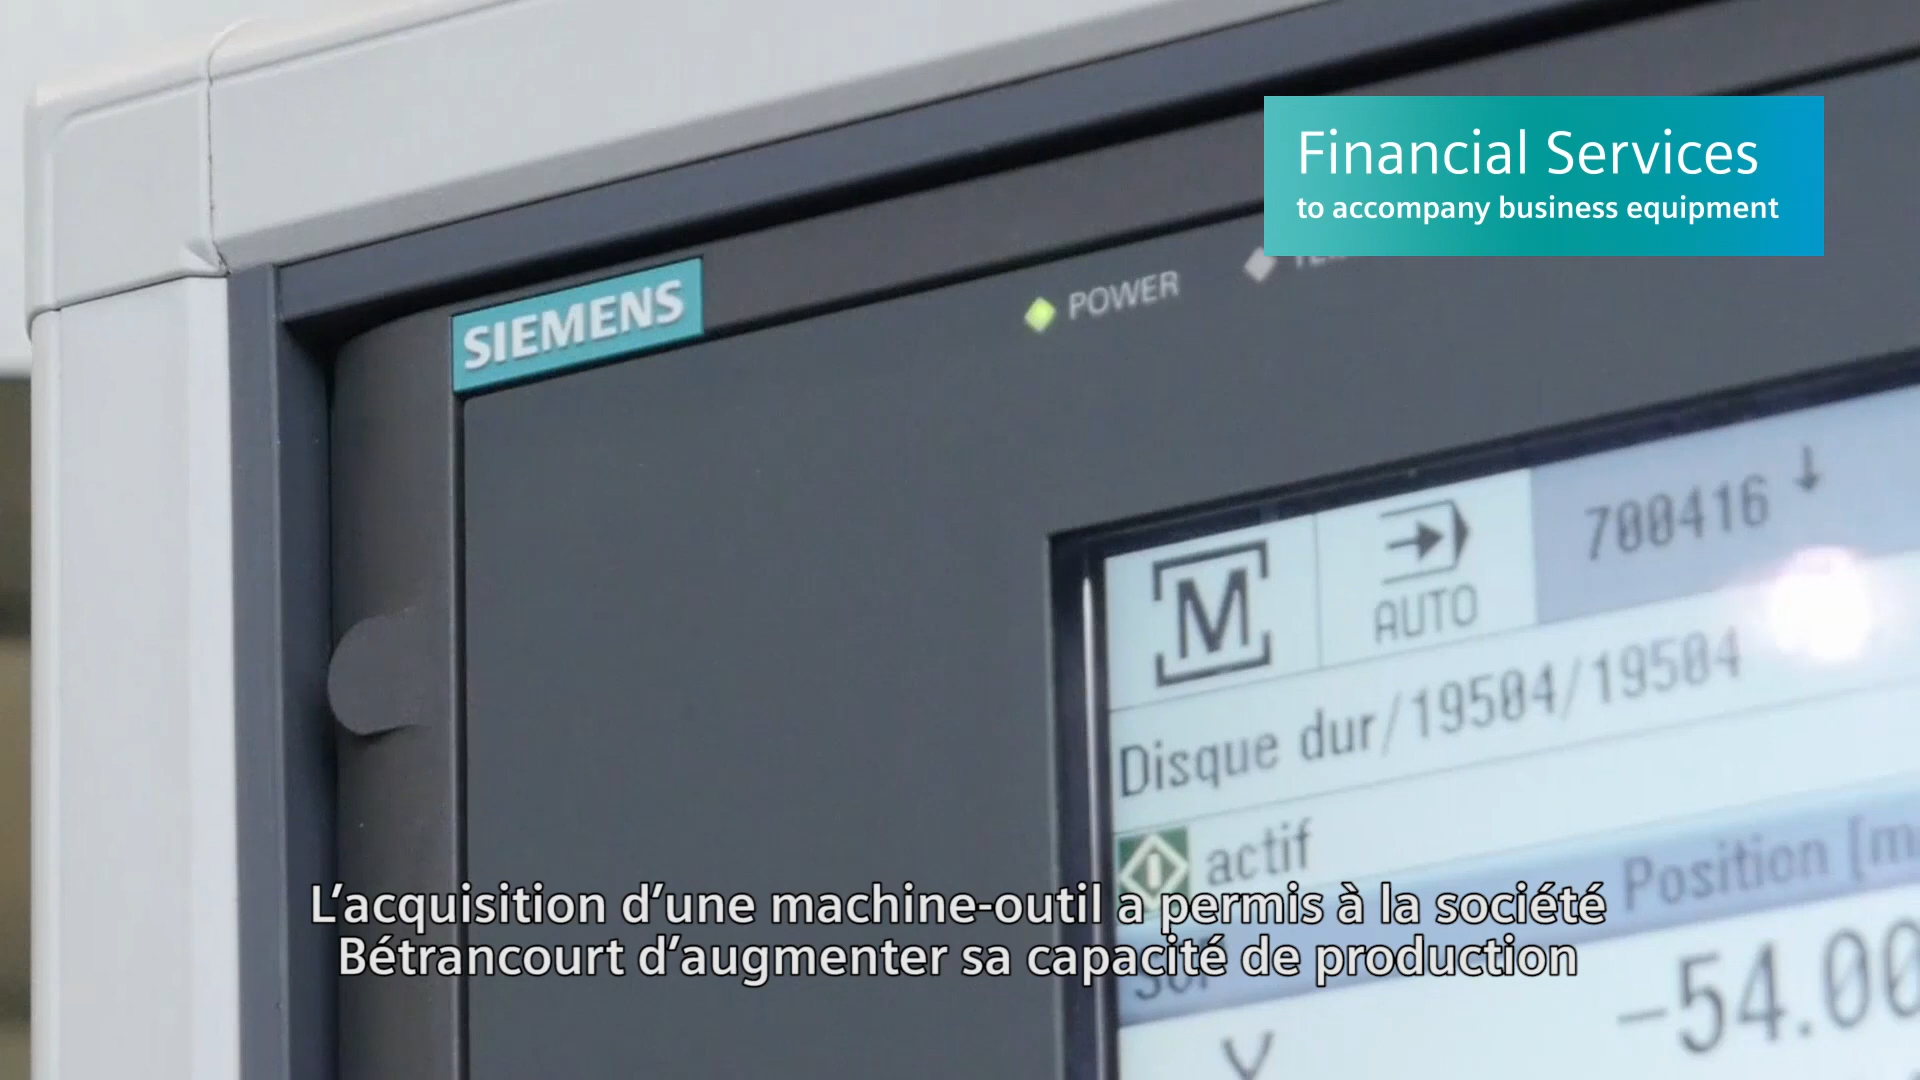 Financial Services
to accompany business equipment
SIEMENS
POWER
M
AUTO
700416
Disque dur/19504/19504
actif
Position
-54.00
L'acquisition d'une machine-outil a permis à la société
Bétrancourt d'augmenter sa capacité de production